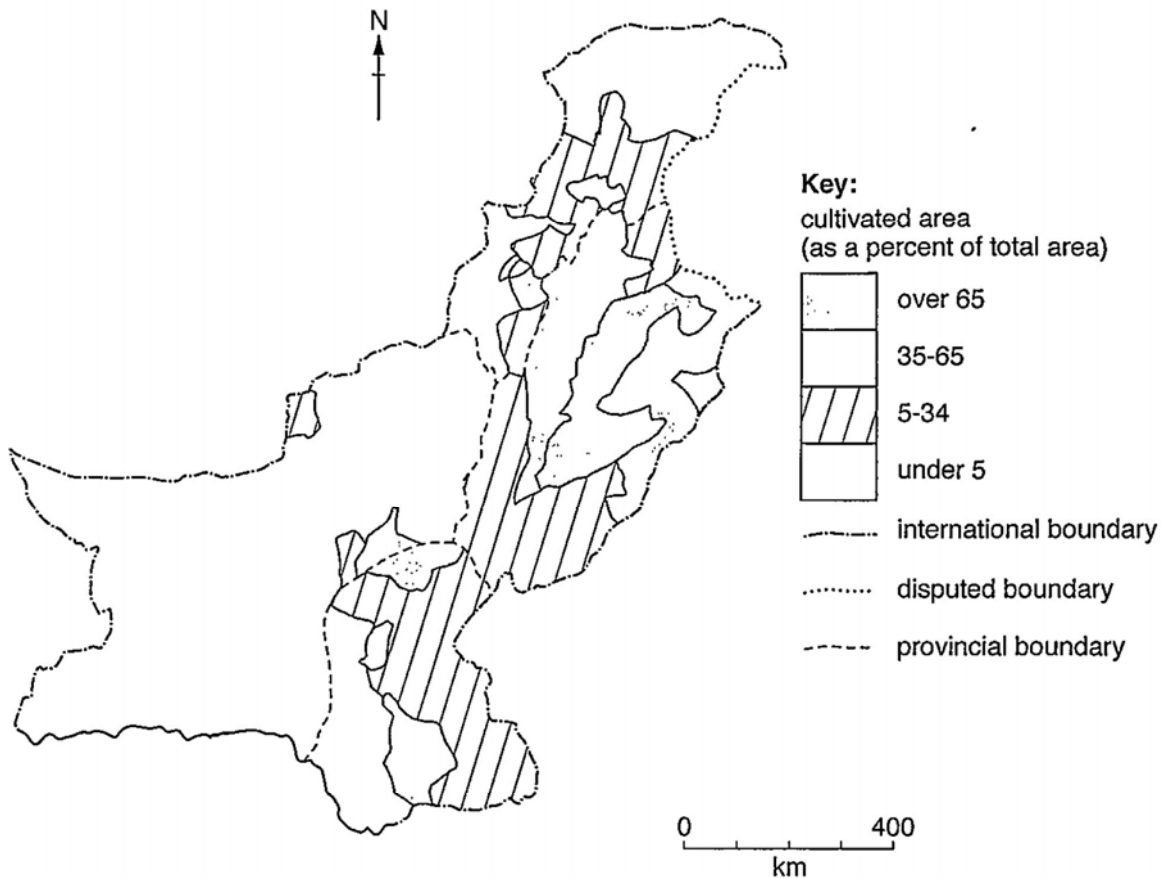 N
Key:
cultivated area
(as a percent of total area)
over 65
35-65
5-34
under 5
international boundary
disputed boundary
provincial boundary
0 400
km